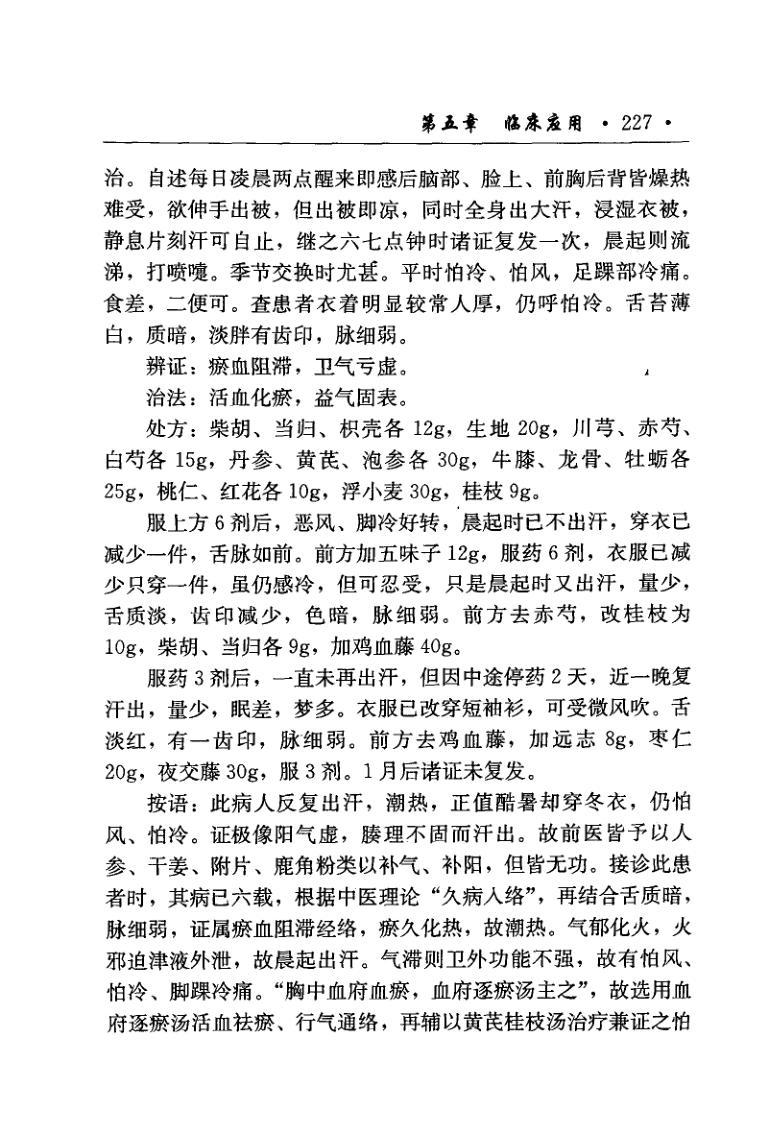 第五章 临床应用 • 227 •
治。自述每日凌晨两点醒来即感后脑部、脸上、前胸后背皆燥热
难受，欲伸手出被，但出被即凉，同时全身出大汗，浸湿衣被，
静息片刻汗可自止，继之六七点钟时诸证复发一次，晨起则流
涕，打喷嚏。季节交换时尤甚。平时怕冷、怕风，足踝部冷痛。
食差，二便可。查患者衣着明显较常人厚，仍呼怕冷。舌苔薄
白，质暗，淡胖有齿印，脉细弱。
辨证：瘀血阻滞，卫气亏虚。
治法：活血化瘀，益气固表。
处方：柴胡、当归、枳壳各 12g，生地 20g，川芎、赤芍、
白芍各 15g，丹参、黄芪、泡参各 30g，牛膝、龙骨、牡蛎各
25g，桃仁、红花各 10g，浮小麦 30g，桂枝 9g。
服上方 6 剂后，恶风、脚冷好转，晨起时已不出汗，穿衣已
减少一件，舌脉如前。前方加五味子 12g，服药 6 剂，衣服已减
少只穿一件，虽仍感冷，但可忍受，只是晨起时又出汗，量少，
舌质淡，齿印减少，色暗，脉细弱。前方去赤芍，改桂枝为
10g，柴胡、当归各 9g，加鸡血藤 40g。
服药 3 剂后，一直未再出汗，但因中途停药 2 天，近一晚复
汗出，量少，眠差，梦多。衣服已改穿短袖衫，可受微风吹。舌
淡红，有一齿印，脉细弱。前方去鸡血藤，加远志 8g，枣仁
20g，夜交藤 30g，服 3 剂。1 月后诸证未复发。
按语：此病人反复出汗，潮热，正值酷暑却穿冬衣，仍怕
风、怕冷。证极像阳气虚，腠理不固而汗出。故前医皆予以人
参、干姜、附片、鹿角粉类以补气、补阳，但皆无功。接诊此患
者时，其病已六载，根据中医理论“久病入络”，再结合舌质暗，
脉细弱，证属瘀血阻滞经络，瘀久化热，故潮热。气郁化火，火
邪迫津液外泄，故晨起出汗。气滞则卫外功能不强，故有怕风、
怕冷、脚踝冷痛。“胸中血府血瘀，血府逐瘀汤主之”，故选用血
府逐瘀汤活血祛瘀、行气通络，再辅以黄芪桂枝汤治疗兼证之怕